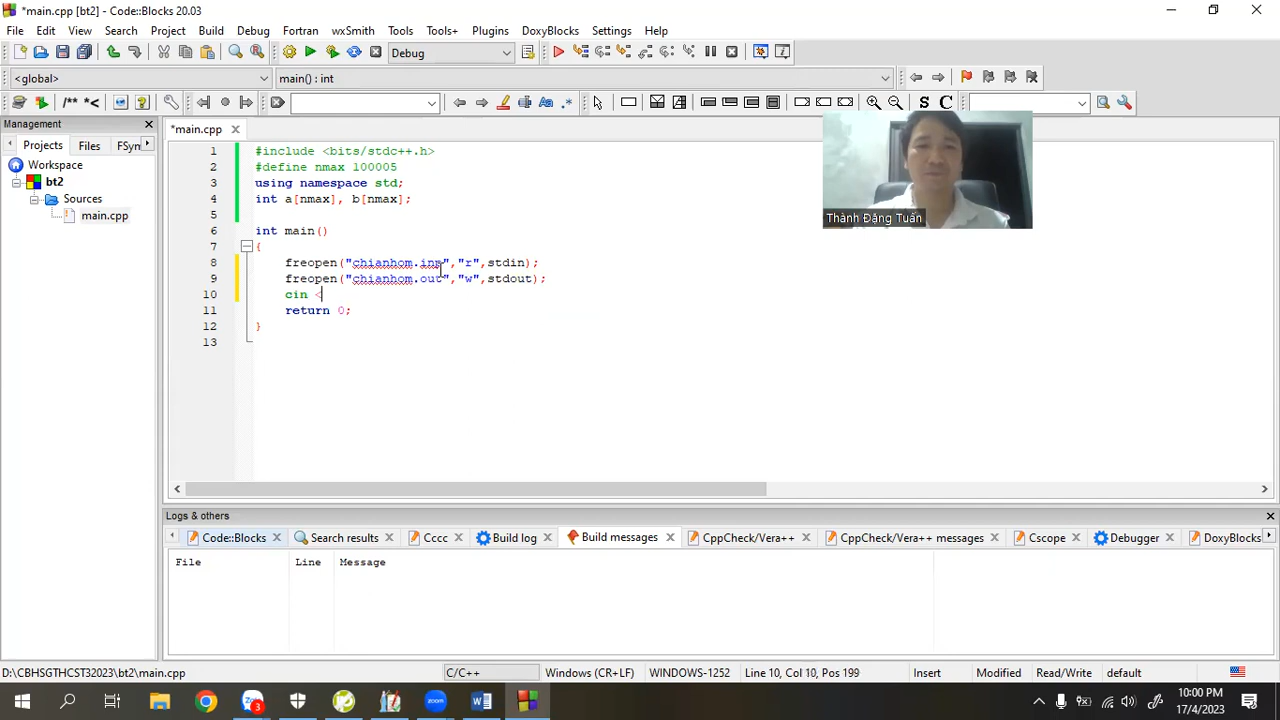 *main.cpp [bt2] - Code::Blocks 20.03
File Edit View Search Project Build Debug Fortran wxSmith Tools Tools+ Plugins DoxyBlocks Settings Help
Debug
<global> main() : int
/** *< S C
Management
Projects Files FSym
Workspace
bt2
Sources
main.cpp
*main.cpp
1 #include <bits/stdc++.h>
2 #define nmax 100005
3 using namespace std;
4 int a[nmax], b[nmax];
5
6 int main()
7 {
8 freopen("chianhom.inp","r",stdin);
9 freopen("chianhom.out","w",stdout);
10 cin <
11 return 0;
12 }
13
Thành Đặng Tuấn
Logs & others
Code::Blocks Search results Cccc Build log Build messages CppCheck/Vera++ CppCheck/Vera++ messages Cscope Debugger DoxyBlocks
File Line Message
D:\CBHSGTHCST32023\bt2\main.cpp C/C++ Windows (CR+LF) WINDOWS-1252 Line 10, Col 10, Pos 199 Insert Modified Read/Write default
3 zoom 10:00 PM
17/4/2023